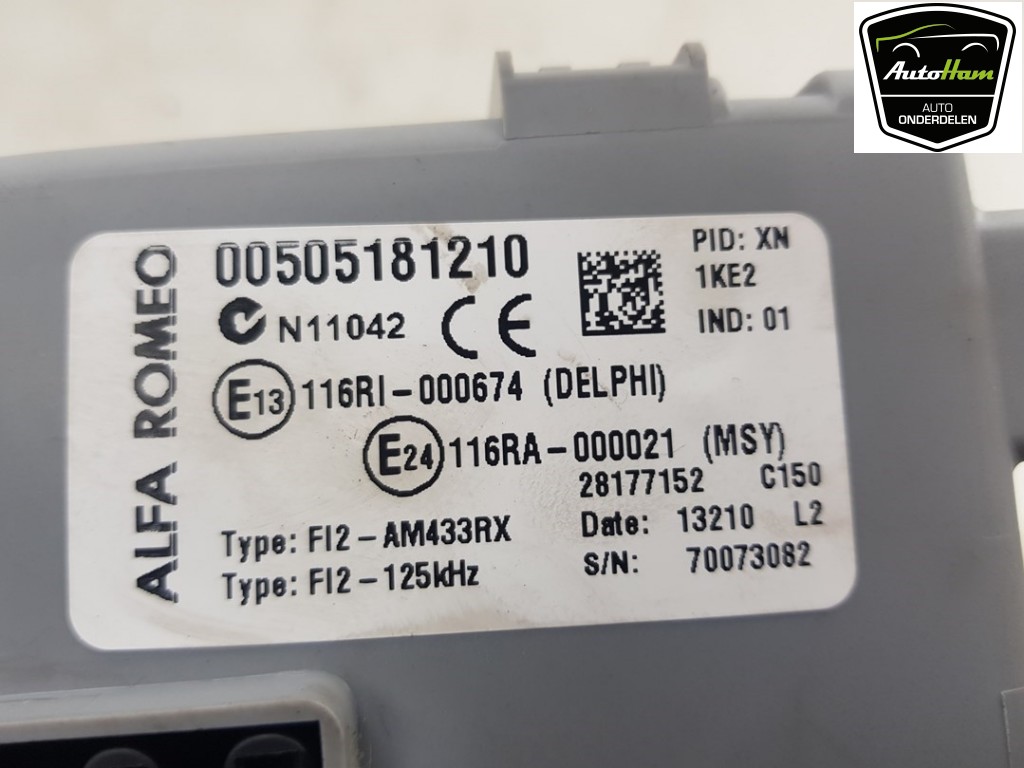 AutoHam
AUTO
ONDERDELEN
ALFA ROMEO
00505181210
PID: XN
1KE2
N11042 CE
IND: 01
E13 116RI-000674 (DELPHI)
E24 116RA-000021 (MSY)
28177152 C150
Type: FI2-AM433RX
Date: 13210 L2
Type: FI2-125kHz
S/N: 70073082